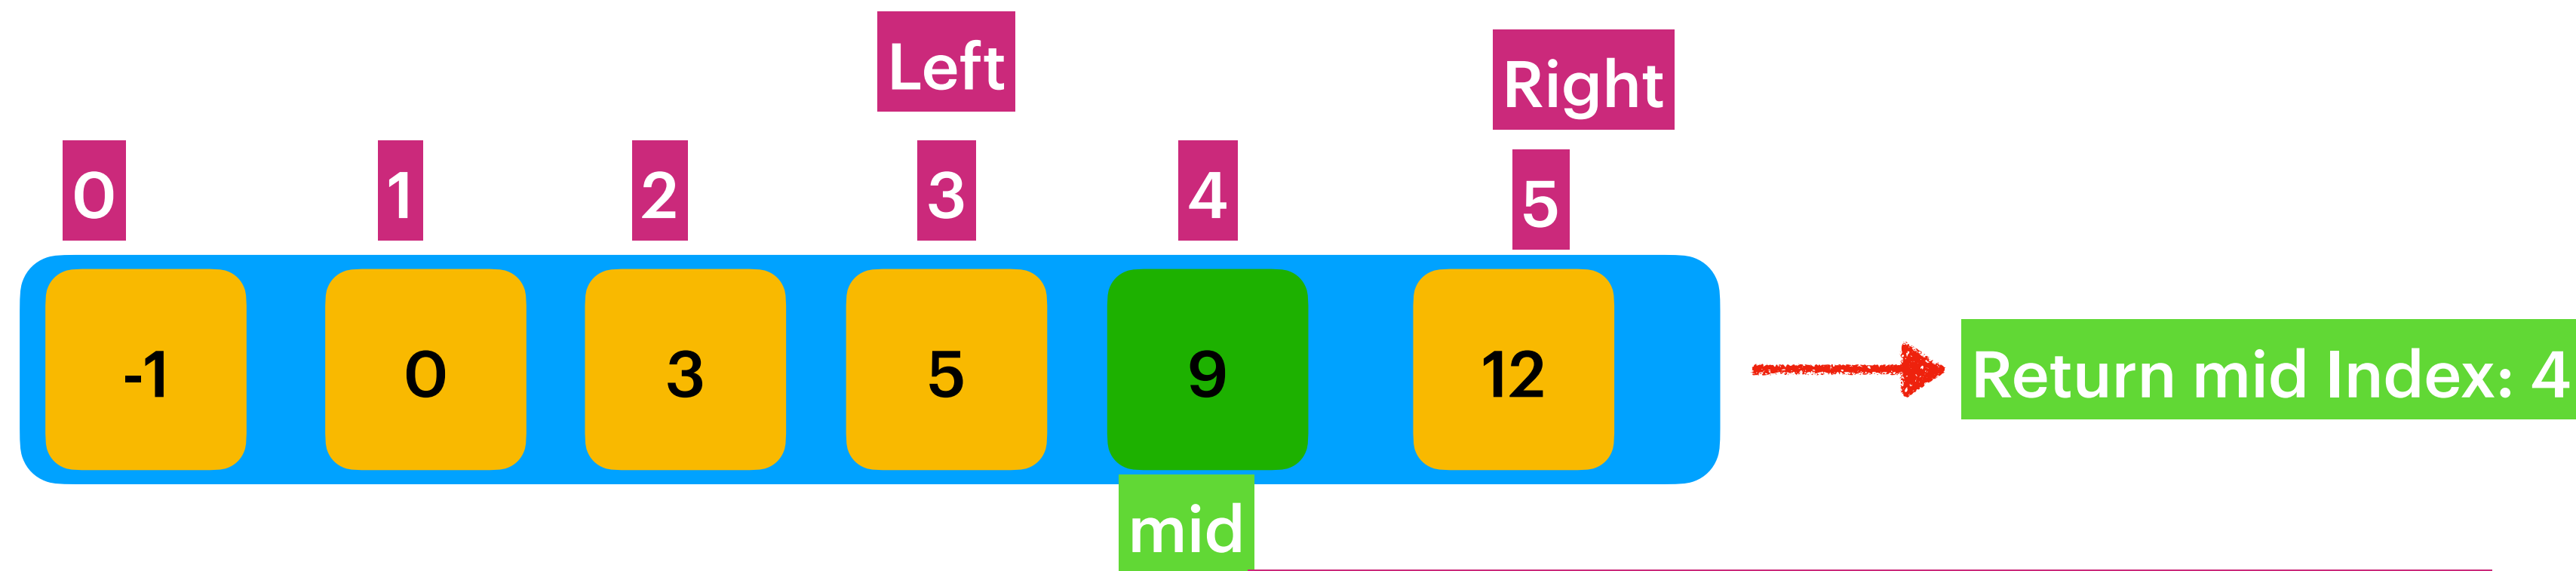 Left
Right
0 1 2 3 4 5
-1 0 3 5 9 12
Return mid Index: 4
mid